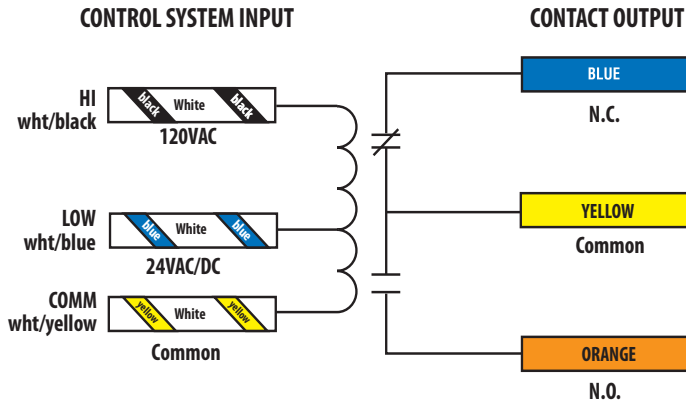 CONTROL SYSTEM INPUT
CONTACT OUTPUT
HI
wht/black
black White black
120VAC
LOW
wht/blue
blue White blue
24VAC/DC
COMM
wht/yellow
yellow White yellow
Common
BLUE
N.C.
YELLOW
Common
ORANGE
N.O.